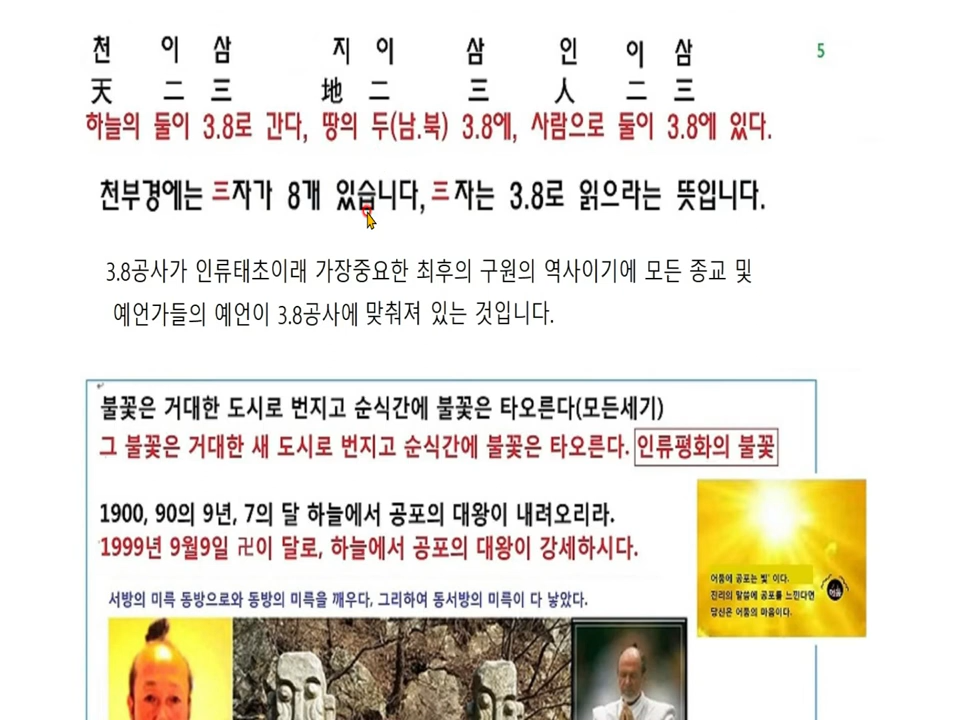 천 이 삼 지 이 삼 인 이 삼
5
天 二 三 地 二 三 人 二 三
하늘의 둘이 3.8로 간다, 땅의 두(남.북) 3.8에, 사람으로 둘이 3.8에 있다.
천부경에는 三자가 8개 있습니다, 三 자는 3.8로 읽으라는 뜻입니다.
3.8공사가 인류태초이래 가장중요한 최후의 구원의 역사이기에 모든 종교 및
예언가들의 예언이 3.8공사에 맞춰져 있는 것입니다.
불꽃은 거대한 도시로 번지고 순식간에 불꽃은 타오른다(모든세기)
그 불꽃은 거대한 새 도시로 번지고 순식간에 불꽃은 타오른다. 인류평화의 불꽃
1900, 90의 9년, 7의 달 하늘에서 공포의 대왕이 내려오리라.
1999년 9월9일 卍이 달로, 하늘에서 공포의 대왕이 강세하시다.
어둠에 공포는 빛' 이다.
진리의 말씀에 공포를 느낀다면
당신은 어둠의 마음이다.
어둠
서방의 미륵 동방으로와 동방의 미륵을 깨우다, 그리하여 동서방의 미륵이 다 낳았다.